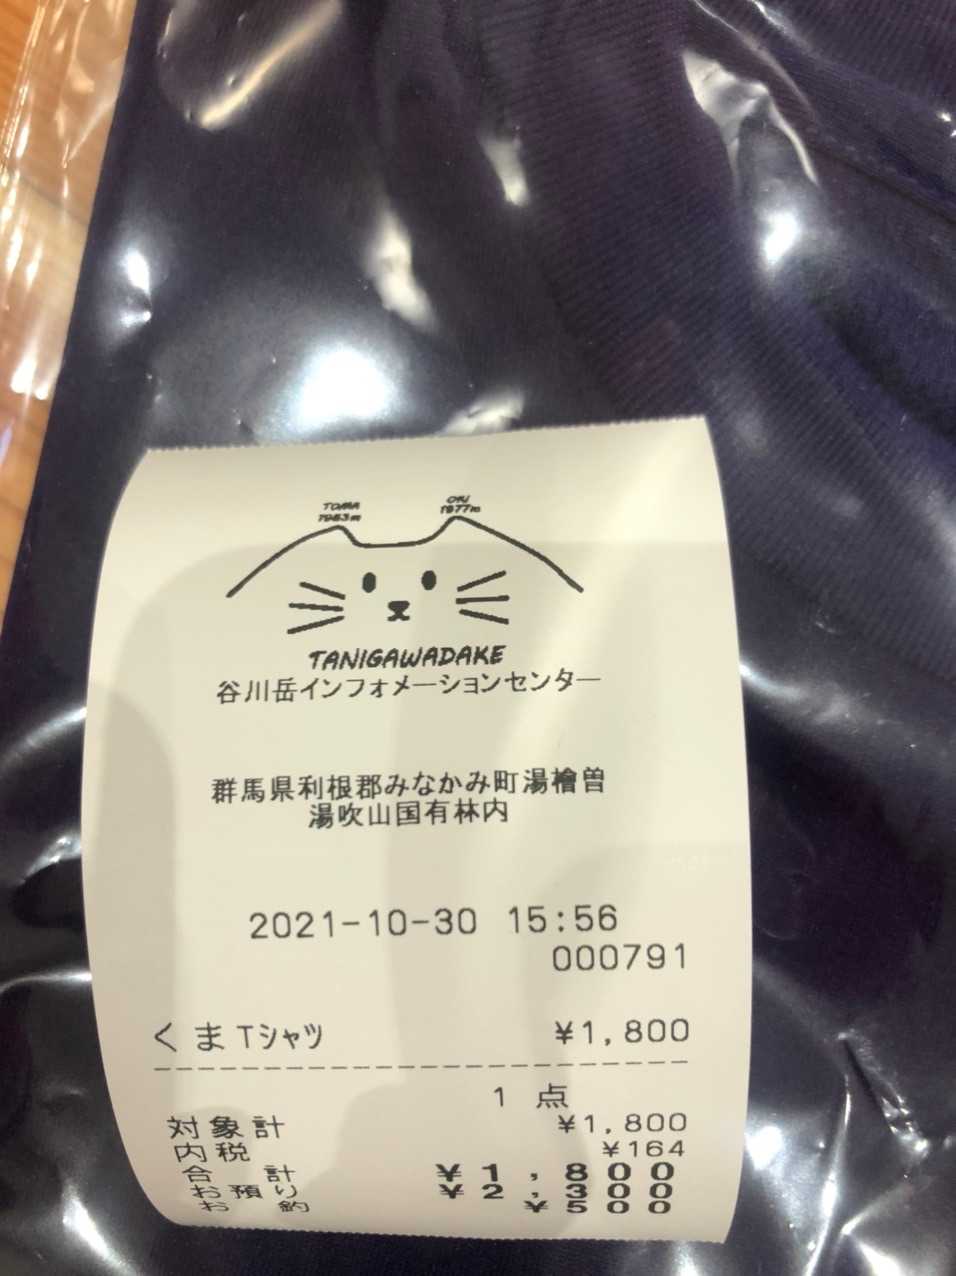 TOMA OKI
1963m 1977m
TANIGAWADAKE
谷川岳インフォメーションセンター
群馬県利根郡みなかみ町湯檜曽
湯吹山国有林内
2021-10-30 15:56
000791
くまTシャツ ¥1,800
1 点
対象計 ¥1,800
内税 ¥164
合計 ¥1,800
お預り ¥2,300
お釣 ¥500